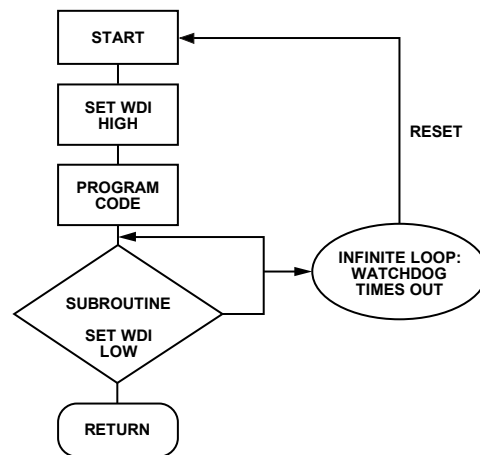 START
SET WDI
HIGH
RESET
PROGRAM
CODE
INFINITE LOOP:
WATCHDOG
TIMES OUT
SUBROUTINE
SET WDI
LOW
RETURN